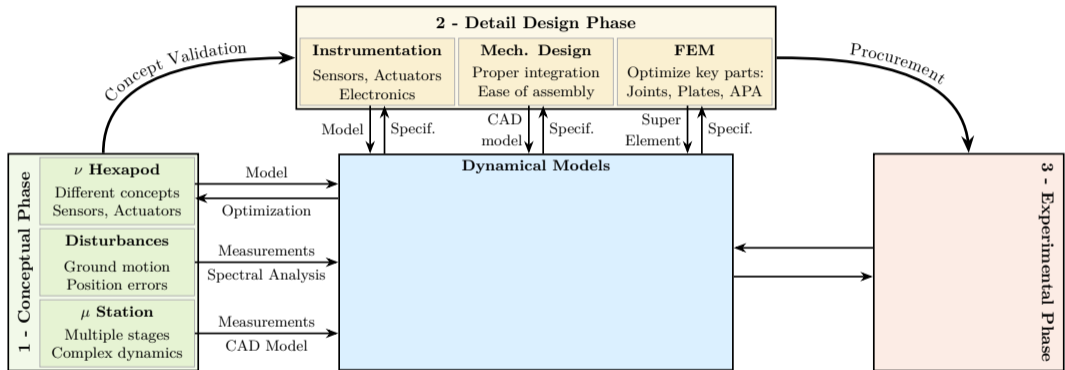 2 - Detail Design Phase
Instrumentation
Sensors, Actuators
Electronics
Mech. Design
Proper integration
Ease of assembly
FEM
Optimize key parts:
Joints, Plates, APA
Concept Validation
Procurement
Model
Specif.
CAD
model
Specif.
Super
Element
Specif.
1 - Conceptual Phase
ν Hexapod
Different concepts
Sensors, Actuators
Disturbances
Ground motion
Position errors
μ Station
Multiple stages
Complex dynamics
Model
Optimization
Measurements
Spectral Analysis
Measurements
CAD Model
Dynamical Models
3 - Experimental Phase